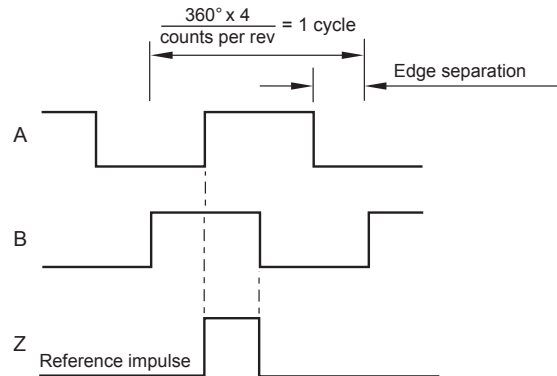 360° x 4
counts per rev
= 1 cycle
Edge separation
A
B
Z
Reference impulse